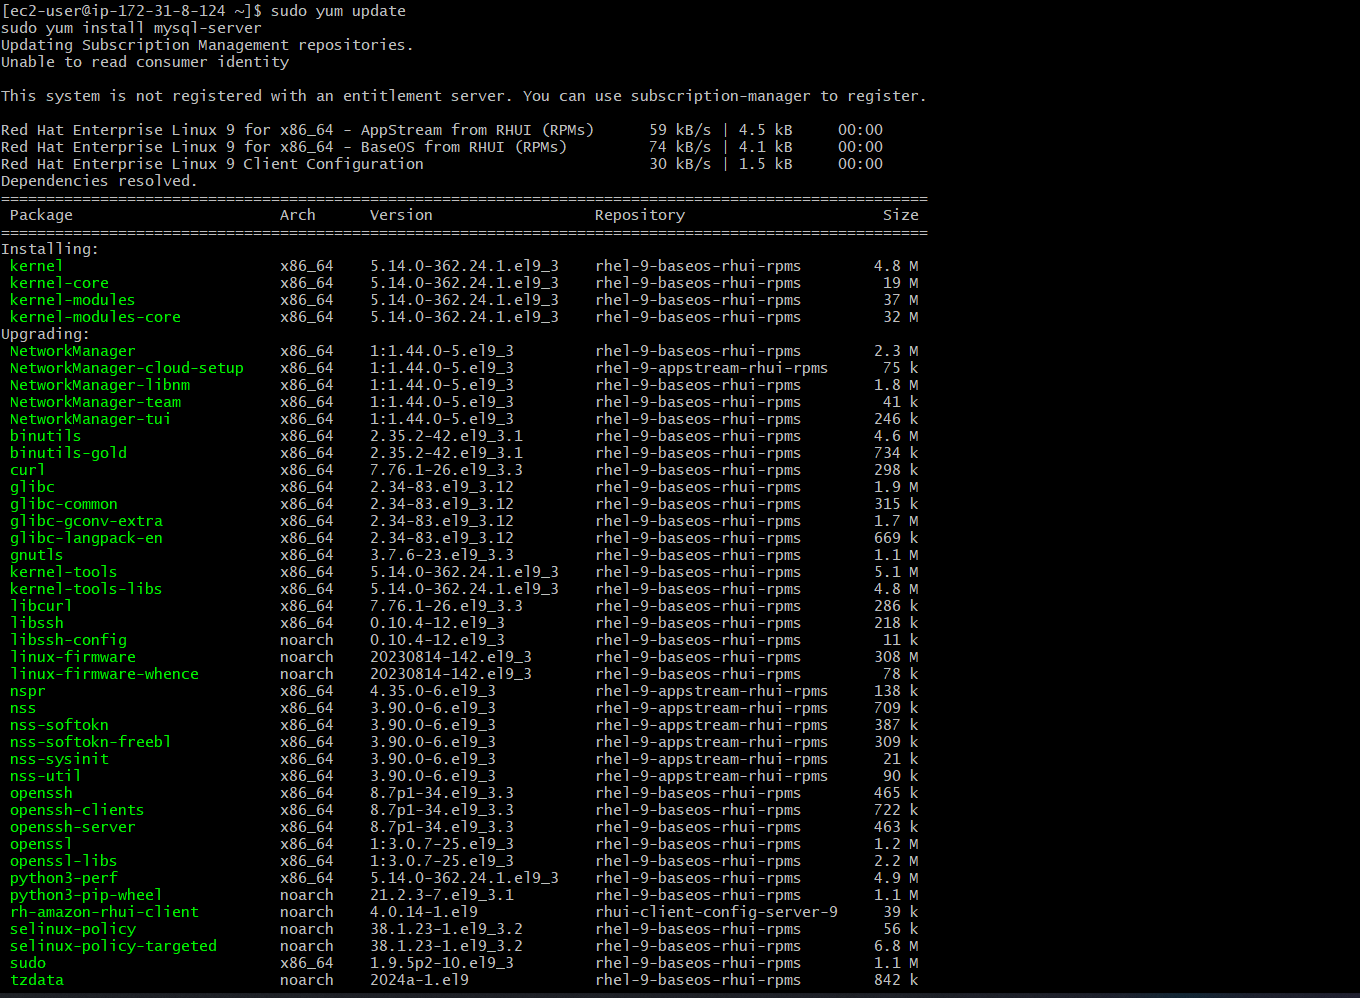 [ec2-user@ip-172-31-8-124 ~]$ sudo yum update
sudo yum install mysql-server
Updating Subscription Management repositories.
Unable to read consumer identity
This system is not registered with an entitlement server. You can use subscription-manager to register.
Red Hat Enterprise Linux 9 for x86_64 - AppStream from RHUI (RPMs) 59 kB/s | 4.5 kB 00:00
Red Hat Enterprise Linux 9 for x86_64 - BaseOS from RHUI (RPMs) 74 kB/s | 4.1 kB 00:00
Red Hat Enterprise Linux 9 Client Configuration 30 kB/s | 1.5 kB 00:00
Dependencies resolved.
=======================================================================================================
Package Arch Version Repository Size
=======================================================================================================
Installing:
kernel x86_64 5.14.0-362.24.1.el9_3 rhel-9-baseos-rhui-rpms 4.8 M
kernel-core x86_64 5.14.0-362.24.1.el9_3 rhel-9-baseos-rhui-rpms 19 M
kernel-modules x86_64 5.14.0-362.24.1.el9_3 rhel-9-baseos-rhui-rpms 37 M
kernel-modules-core x86_64 5.14.0-362.24.1.el9_3 rhel-9-baseos-rhui-rpms 32 M
Upgrading:
NetworkManager x86_64 1:1.44.0-5.el9_3 rhel-9-baseos-rhui-rpms 2.3 M
NetworkManager-cloud-setup x86_64 1:1.44.0-5.el9_3 rhel-9-appstream-rhui-rpms 75 k
NetworkManager-libnm x86_64 1:1.44.0-5.el9_3 rhel-9-baseos-rhui-rpms 1.8 M
NetworkManager-team x86_64 1:1.44.0-5.el9_3 rhel-9-baseos-rhui-rpms 41 k
NetworkManager-tui x86_64 1:1.44.0-5.el9_3 rhel-9-baseos-rhui-rpms 246 k
binutils x86_64 2.35.2-42.el9_3.1 rhel-9-baseos-rhui-rpms 4.6 M
binutils-gold x86_64 2.35.2-42.el9_3.1 rhel-9-baseos-rhui-rpms 734 k
curl x86_64 7.76.1-26.el9_3.3 rhel-9-baseos-rhui-rpms 298 k
glibc x86_64 2.34-83.el9_3.12 rhel-9-baseos-rhui-rpms 1.9 M
glibc-common x86_64 2.34-83.el9_3.12 rhel-9-baseos-rhui-rpms 315 k
glibc-gconv-extra x86_64 2.34-83.el9_3.12 rhel-9-baseos-rhui-rpms 1.7 M
glibc-langpack-en x86_64 2.34-83.el9_3.12 rhel-9-baseos-rhui-rpms 669 k
gnutls x86_64 3.7.6-23.el9_3.3 rhel-9-baseos-rhui-rpms 1.1 M
kernel-tools x86_64 5.14.0-362.24.1.el9_3 rhel-9-baseos-rhui-rpms 5.1 M
kernel-tools-libs x86_64 5.14.0-362.24.1.el9_3 rhel-9-baseos-rhui-rpms 4.8 M
libcurl x86_64 7.76.1-26.el9_3.3 rhel-9-baseos-rhui-rpms 286 k
libssh x86_64 0.10.4-12.el9_3 rhel-9-baseos-rhui-rpms 218 k
libssh-config noarch 0.10.4-12.el9_3 rhel-9-baseos-rhui-rpms 11 k
linux-firmware noarch 20230814-142.el9_3 rhel-9-baseos-rhui-rpms 308 M
linux-firmware-whence noarch 20230814-142.el9_3 rhel-9-baseos-rhui-rpms 78 k
nspr x86_64 4.35.0-6.el9_3 rhel-9-appstream-rhui-rpms 138 k
nss x86_64 3.90.0-6.el9_3 rhel-9-appstream-rhui-rpms 709 k
nss-softokn x86_64 3.90.0-6.el9_3 rhel-9-appstream-rhui-rpms 387 k
nss-softokn-freebl x86_64 3.90.0-6.el9_3 rhel-9-appstream-rhui-rpms 309 k
nss-sysinit x86_64 3.90.0-6.el9_3 rhel-9-appstream-rhui-rpms 21 k
nss-util x86_64 3.90.0-6.el9_3 rhel-9-appstream-rhui-rpms 90 k
openssh x86_64 8.7p1-34.el9_3.3 rhel-9-baseos-rhui-rpms 465 k
openssh-clients x86_64 8.7p1-34.el9_3.3 rhel-9-baseos-rhui-rpms 722 k
openssh-server x86_64 8.7p1-34.el9_3.3 rhel-9-baseos-rhui-rpms 463 k
openssl x86_64 1:3.0.7-25.el9_3 rhel-9-baseos-rhui-rpms 1.2 M
openssl-libs x86_64 1:3.0.7-25.el9_3 rhel-9-baseos-rhui-rpms 2.2 M
python3-perf x86_64 5.14.0-362.24.1.el9_3 rhel-9-baseos-rhui-rpms 4.9 M
python3-pip-wheel noarch 21.2.3-7.el9_3.1 rhel-9-baseos-rhui-rpms 1.1 M
rh-amazon-rhui-client noarch 4.0.14-1.el9 rhui-client-config-server-9 39 k
selinux-policy noarch 38.1.23-1.el9_3.2 rhel-9-baseos-rhui-rpms 56 k
selinux-policy-targeted noarch 38.1.23-1.el9_3.2 rhel-9-baseos-rhui-rpms 6.8 M
sudo x86_64 1.9.5p2-10.el9_3 rhel-9-baseos-rhui-rpms 1.1 M
tzdata noarch 2024a-1.el9 rhel-9-baseos-rhui-rpms 842 k